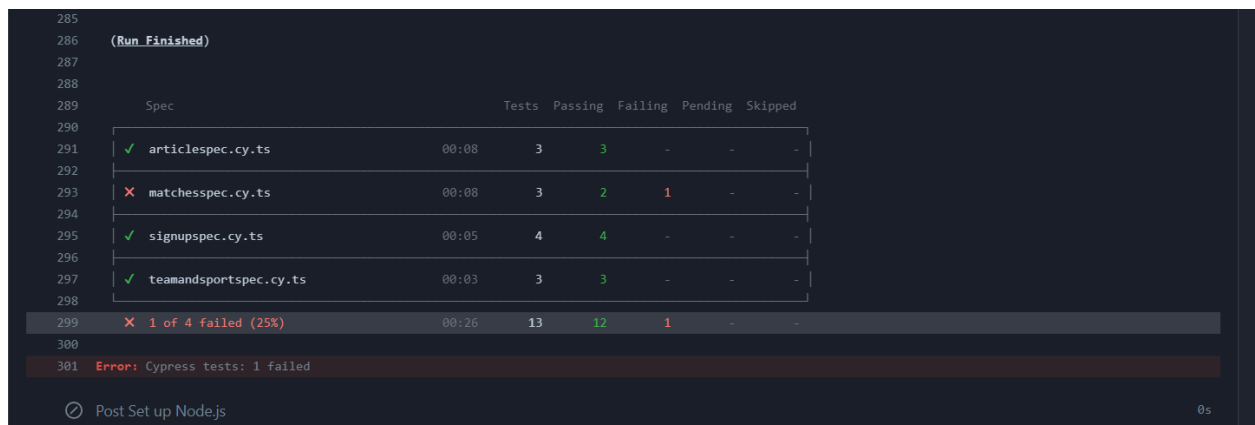 285
286 (Run Finished)
287
288
289 Spec Tests Passing Failing Pending Skipped
290
291 ✓ articlespec.cy.ts 00:08 3 3 - - -
292
293 ✕ matchesspec.cy.ts 00:08 3 2 1 - -
294
295 ✓ signupspec.cy.ts 00:05 4 4 - - -
296
297 ✓ teamandsportspec.cy.ts 00:03 3 3 - - -
298
299 ✕ 1 of 4 failed (25%) 00:26 13 12 1 - -
300
301 Error: Cypress tests: 1 failed
Post Set up Node.js 0s